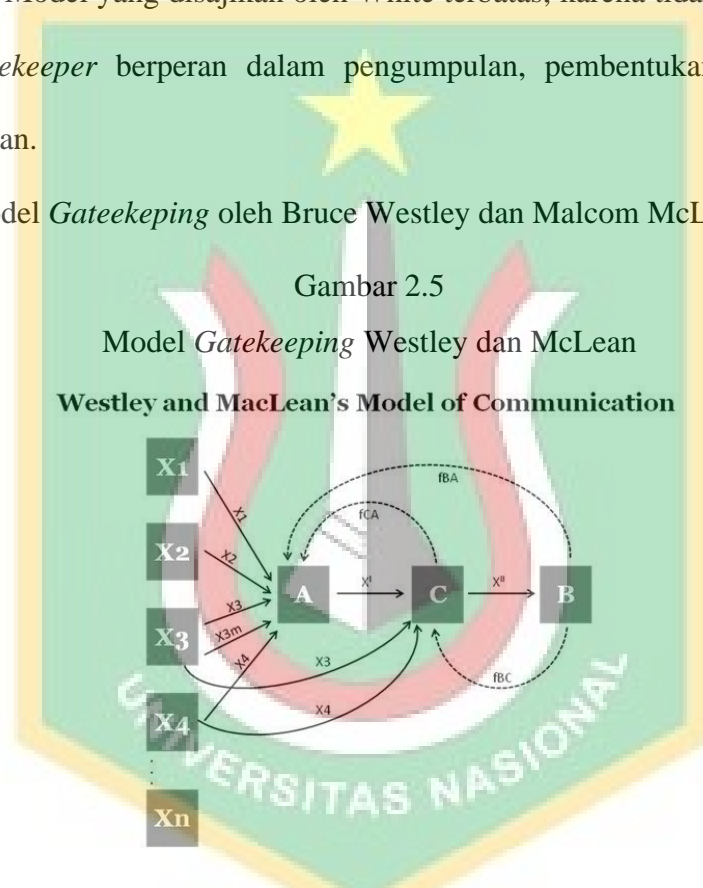 Model yang disajikan oleh White terbatas, karena tida
ekeeper berperan dalam pengumpulan, pembentukan
an.
del Gateekeping oleh Bruce Westley dan Malcom McL
Gambar 2.5
Model Gatekeeping Westley dan McLean
Westley and MacLean's Model of Communication
X1
X2
X3
X4
Xn
X1
X2
X3
X3m
X4
X3
X4
A
X'
C
X"
B
fBA
fCA
fBC
UNIVERSITAS NASIONAL